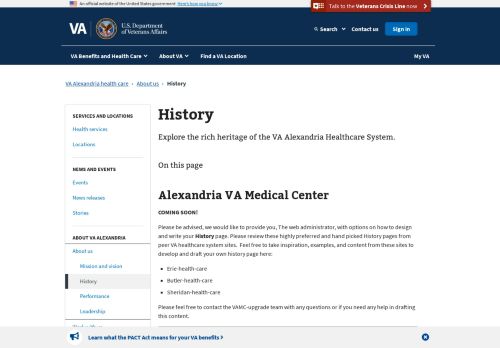 An official website of the United States government Here's how you know
Talk to the Veterans Crisis Line now
VA
U.S. Department
of Veterans Affairs
Search
Contact us
Sign in
VA Benefits and Health Care
About VA
Find a VA Location
My VA
VA Alexandria health care › About us › History
SERVICES AND LOCATIONS
Health services
Locations
NEWS AND EVENTS
Events
News releases
Stories
ABOUT VA ALEXANDRIA
About us
Mission and vision
History
Performance
Leadership
History
Explore the rich heritage of the VA Alexandria Healthcare System.
On this page
Alexandria VA Medical Center
COMING SOON!
Please be advised, we would like to provide you, The web administrator, with options on how to design
and write your History page. Please review these highly preferred and hand picked History pages from
peer VA healthcare system sites. Feel free to take inspiration, examples, and content from these sites to
develop and draft your own history page here:
• Erie-health-care
• Butler-health-care
• Sheridan-health-care
Please feel free to contact the VAMC-upgrade team with any questions or if you need any help in drafting
this content.
Learn what the PACT Act means for your VA benefits